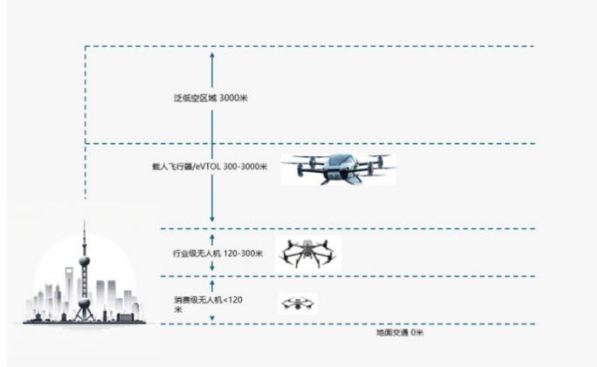 泛低空区域 3000米
载人飞行器/eVTOL 300-3000米
行业级无人机 120-300米
消费级无人机<120
米
地面交通 0米